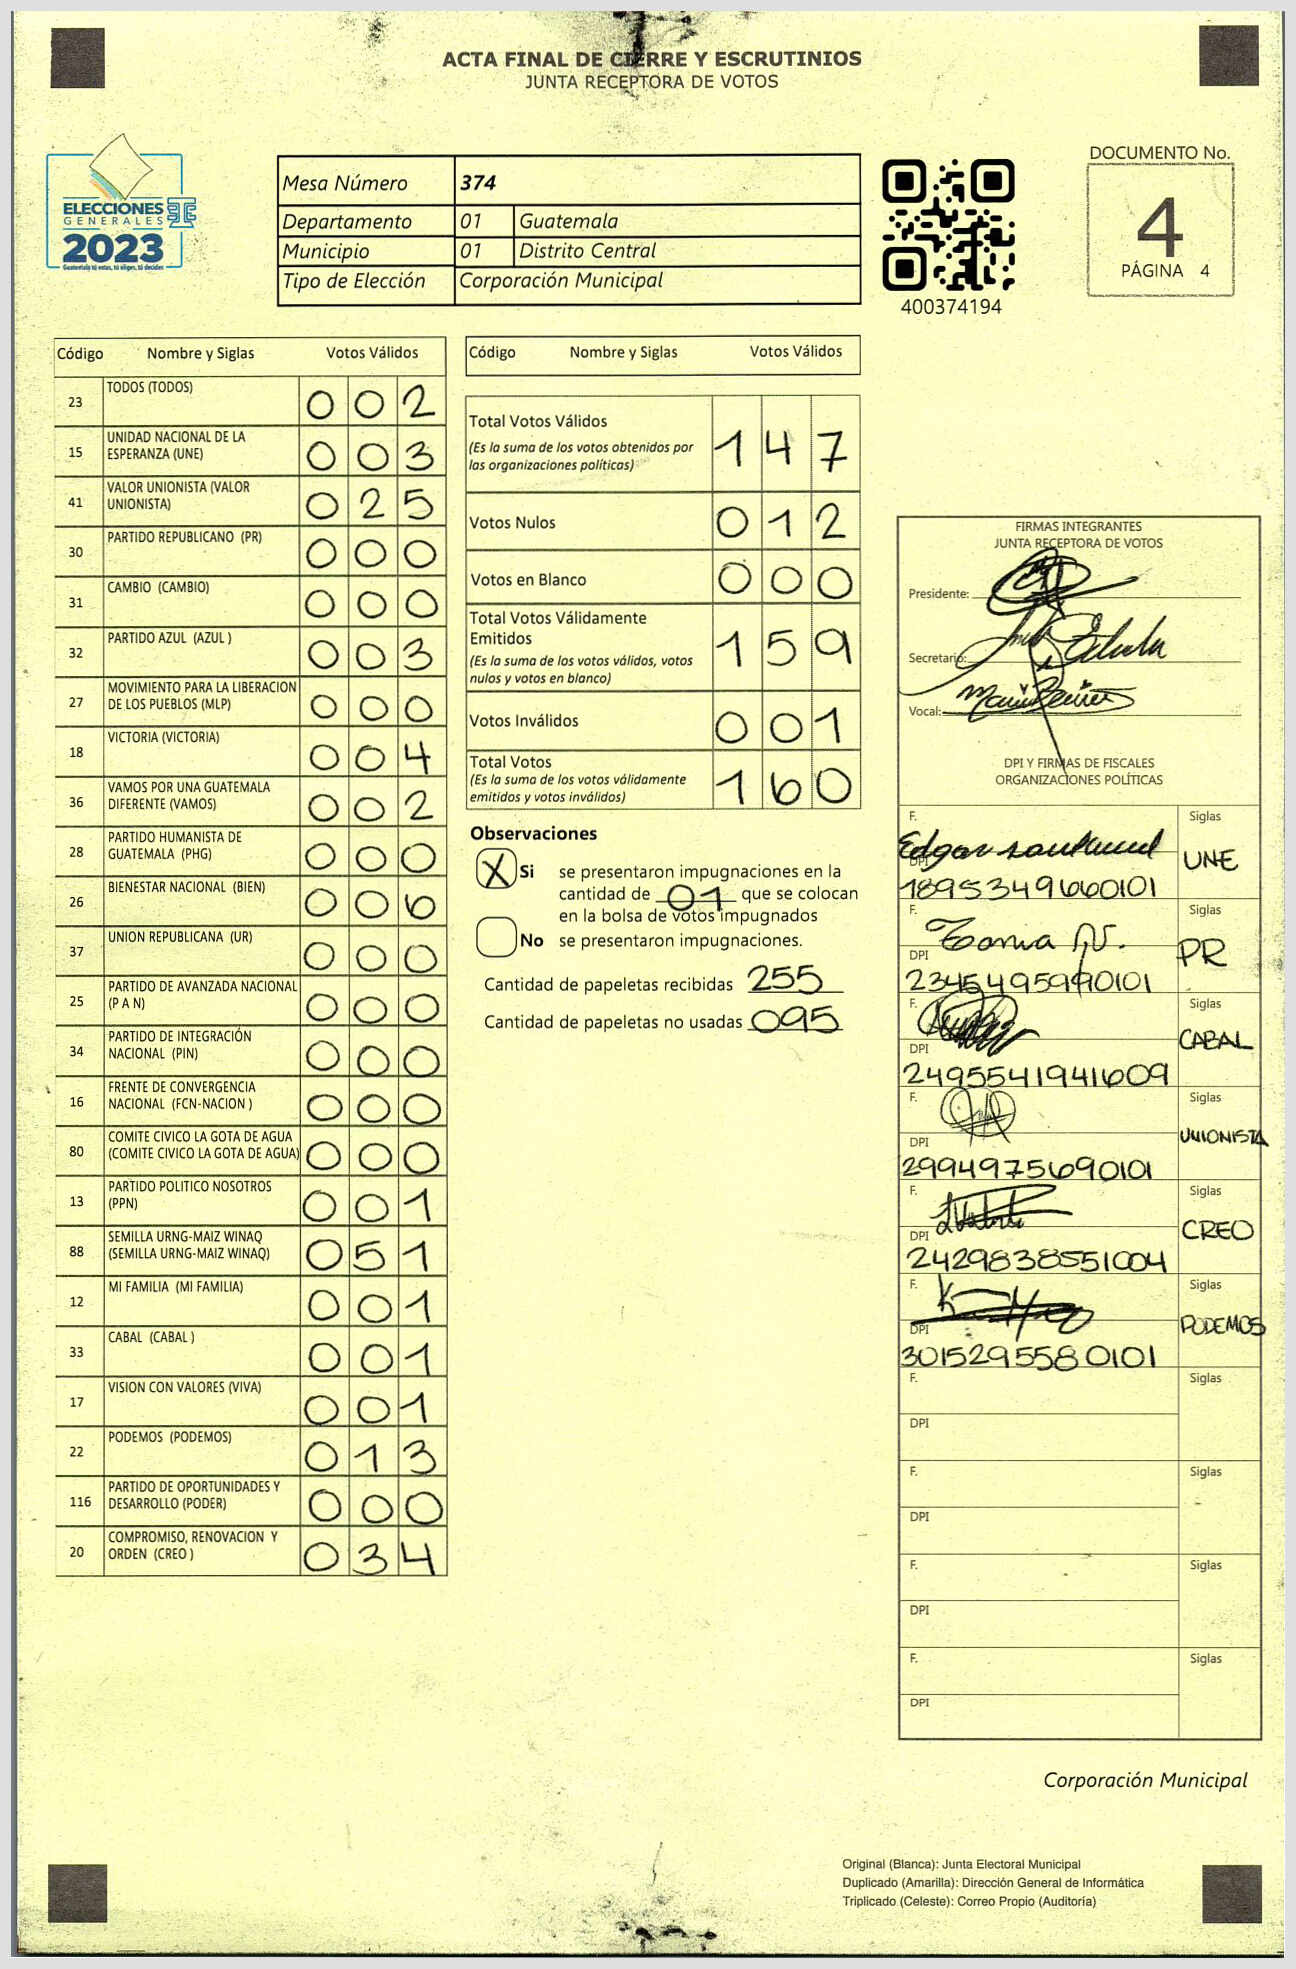 ACTA FINAL DE CIERRE Y ESCRUTINIOS
JUNTA RECEPTORA DE VOTOS
ELECCIONES
GENERALES
2023
Guatemala tú estás, tú eliges, tú decides
Mesa Número 374
Departamento 01 Guatemala
Municipio 01 Distrito Central
Tipo de Elección Corporación Municipal
400374194
DOCUMENTO No.
4
PÁGINA 4
Código Nombre y Siglas Votos Válidos
23 TODOS (TODOS) 0 0 2
15 UNIDAD NACIONAL DE LA
ESPERANZA (UNE) 0 0 3
41 VALOR UNIONISTA (VALOR
UNIONISTA) 0 2 5
30 PARTIDO REPUBLICANO (PR) 0 0 0
31 CAMBIO (CAMBIO) 0 0 0
32 PARTIDO AZUL (AZUL ) 0 0 3
27 MOVIMIENTO PARA LA LIBERACION
DE LOS PUEBLOS (MLP) 0 0 0
18 VICTORIA (VICTORIA) 0 0 4
36 VAMOS POR UNA GUATEMALA
DIFERENTE (VAMOS) 0 0 2
28 PARTIDO HUMANISTA DE
GUATEMALA (PHG) 0 0 0
26 BIENESTAR NACIONAL (BIEN) 0 0 6
37 UNION REPUBLICANA (UR) 0 0 0
25 PARTIDO DE AVANZADA NACIONAL
(P A N) 0 0 0
34 PARTIDO DE INTEGRACIÓN
NACIONAL (PIN) 0 0 0
16 FRENTE DE CONVERGENCIA
NACIONAL (FCN-NACION ) 0 0 0
80 COMITE CIVICO LA GOTA DE AGUA
(COMITE CIVICO LA GOTA DE AGUA) 0 0 0
13 PARTIDO POLITICO NOSOTROS
(PPN) 0 0 1
88 SEMILLA URNG-MAIZ WINAQ
(SEMILLA URNG-MAIZ WINAQ) 0 5 1
12 MI FAMILIA (MI FAMILIA) 0 0 1
33 CABAL (CABAL ) 0 0 1
17 VISION CON VALORES (VIVA) 0 0 1
22 PODEMOS (PODEMOS) 0 1 3
116 PARTIDO DE OPORTUNIDADES Y
DESARROLLO (PODER) 0 0 0
20 COMPROMISO, RENOVACION Y
ORDEN (CREO ) 0 3 4
Código Nombre y Siglas Votos Válidos
Total Votos Válidos 1 4 7
(Es la suma de los votos obtenidos por
las organizaciones políticas)
Votos Nulos 0 1 2
Votos en Blanco 0 0 0
Total Votos Válidamente
Emitidos 1 5 9
(Es la suma de los votos válidos, votos
nulos y votos en blanco)
Votos Inválidos 0 0 1
Total Votos 1 6 0
(Es la suma de los votos válidamente
emitidos y votos inválidos)
Observaciones
X Si se presentaron impugnaciones en la
cantidad de 01 que se colocan
en la bolsa de votos impugnados
No se presentaron impugnaciones.
Cantidad de papeletas recibidas 255
Cantidad de papeletas no usadas 095
FIRMAS INTEGRANTES
JUNTA RECEPTORA DE VOTOS
Presidente:
Secretario:
Vocal:
DPI Y FIRMAS DE FISCALES
ORGANIZACIONES POLÍTICAS
F. Edgar Siglas
UNE
DPI
1895349660101
F. Siglas
PR
DPI
2345495990101
F. Siglas
CABAL
DPI
2495541941609
F. Siglas
UNIONISTA
DPI
2994975690101
F. Siglas
CREO
DPI
2429838551004
F. Siglas
PODEMOS
DPI
3015295580101
F. Siglas
DPI
F. Siglas
DPI
F. Siglas
DPI
F. Siglas
DPI
Corporación Municipal
Original (Blanca): Junta Electoral Municipal
Duplicado (Amarilla): Dirección General de Informática
Triplicado (Celeste): Correo Propio (Auditoría)